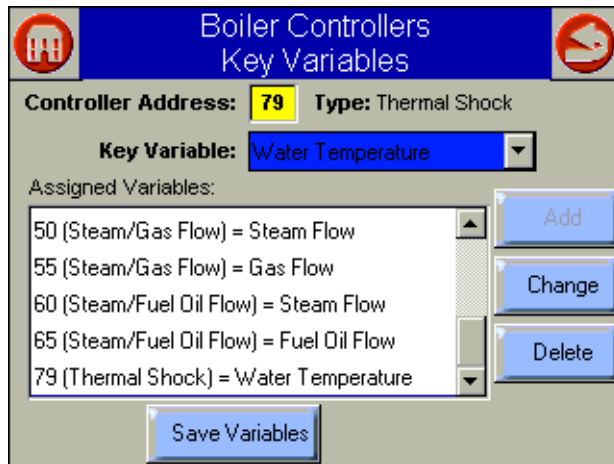 Boiler Controllers
Key Variables
Controller Address: 79 Type: Thermal Shock
Key Variable: Water Temperature
Assigned Variables:
50 (Steam/Gas Flow) = Steam Flow
55 (Steam/Gas Flow) = Gas Flow
60 (Steam/Fuel Oil Flow) = Steam Flow
65 (Steam/Fuel Oil Flow) = Fuel Oil Flow
79 (Thermal Shock) = Water Temperature
Add
Change
Delete
Save Variables